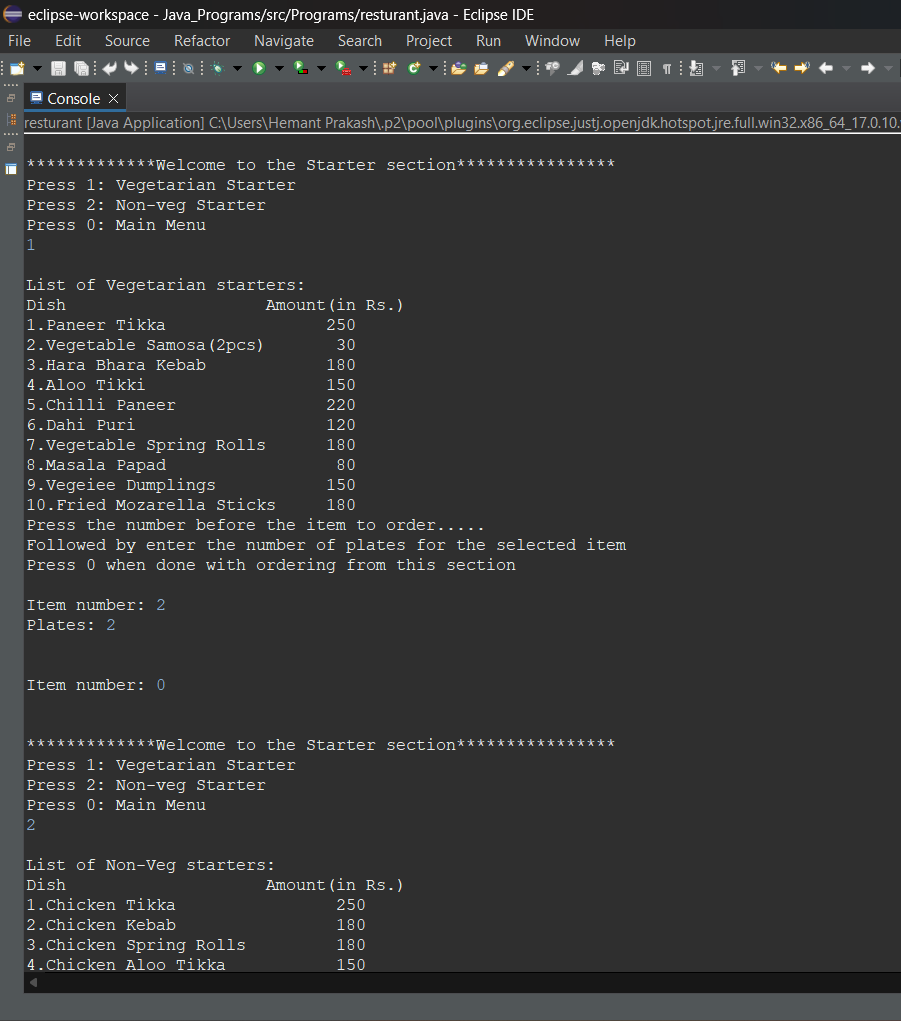 eclipse-workspace - Java_Programs/src/Programs/resturant.java - Eclipse IDE
File Edit Source Refactor Navigate Search Project Run Window Help
Console
resturant [Java Application] C:\Users\Hemant Prakash\.p2\pool\plugins\org.eclipse.justj.openjdk.hotspot.jre.full.win32.x86_64_17.0.10.
*************Welcome to the Starter section****************
Press 1: Vegetarian Starter
Press 2: Non-veg Starter
Press 0: Main Menu
1
List of Vegetarian starters:
Dish Amount(in Rs.)
1.Paneer Tikka 250
2.Vegetable Samosa(2pcs) 30
3.Hara Bhara Kebab 180
4.Aloo Tikki 150
5.Chilli Paneer 220
6.Dahi Puri 120
7.Vegetable Spring Rolls 180
8.Masala Papad 80
9.Vegeiee Dumplings 150
10.Fried Mozarella Sticks 180
Press the number before the item to order.....
Followed by enter the number of plates for the selected item
Press 0 when done with ordering from this section
Item number: 2
Plates: 2
Item number: 0
*************Welcome to the Starter section****************
Press 1: Vegetarian Starter
Press 2: Non-veg Starter
Press 0: Main Menu
2
List of Non-Veg starters:
Dish Amount(in Rs.)
1.Chicken Tikka 250
2.Chicken Kebab 180
3.Chicken Spring Rolls 180
4.Chicken Aloo Tikka 150